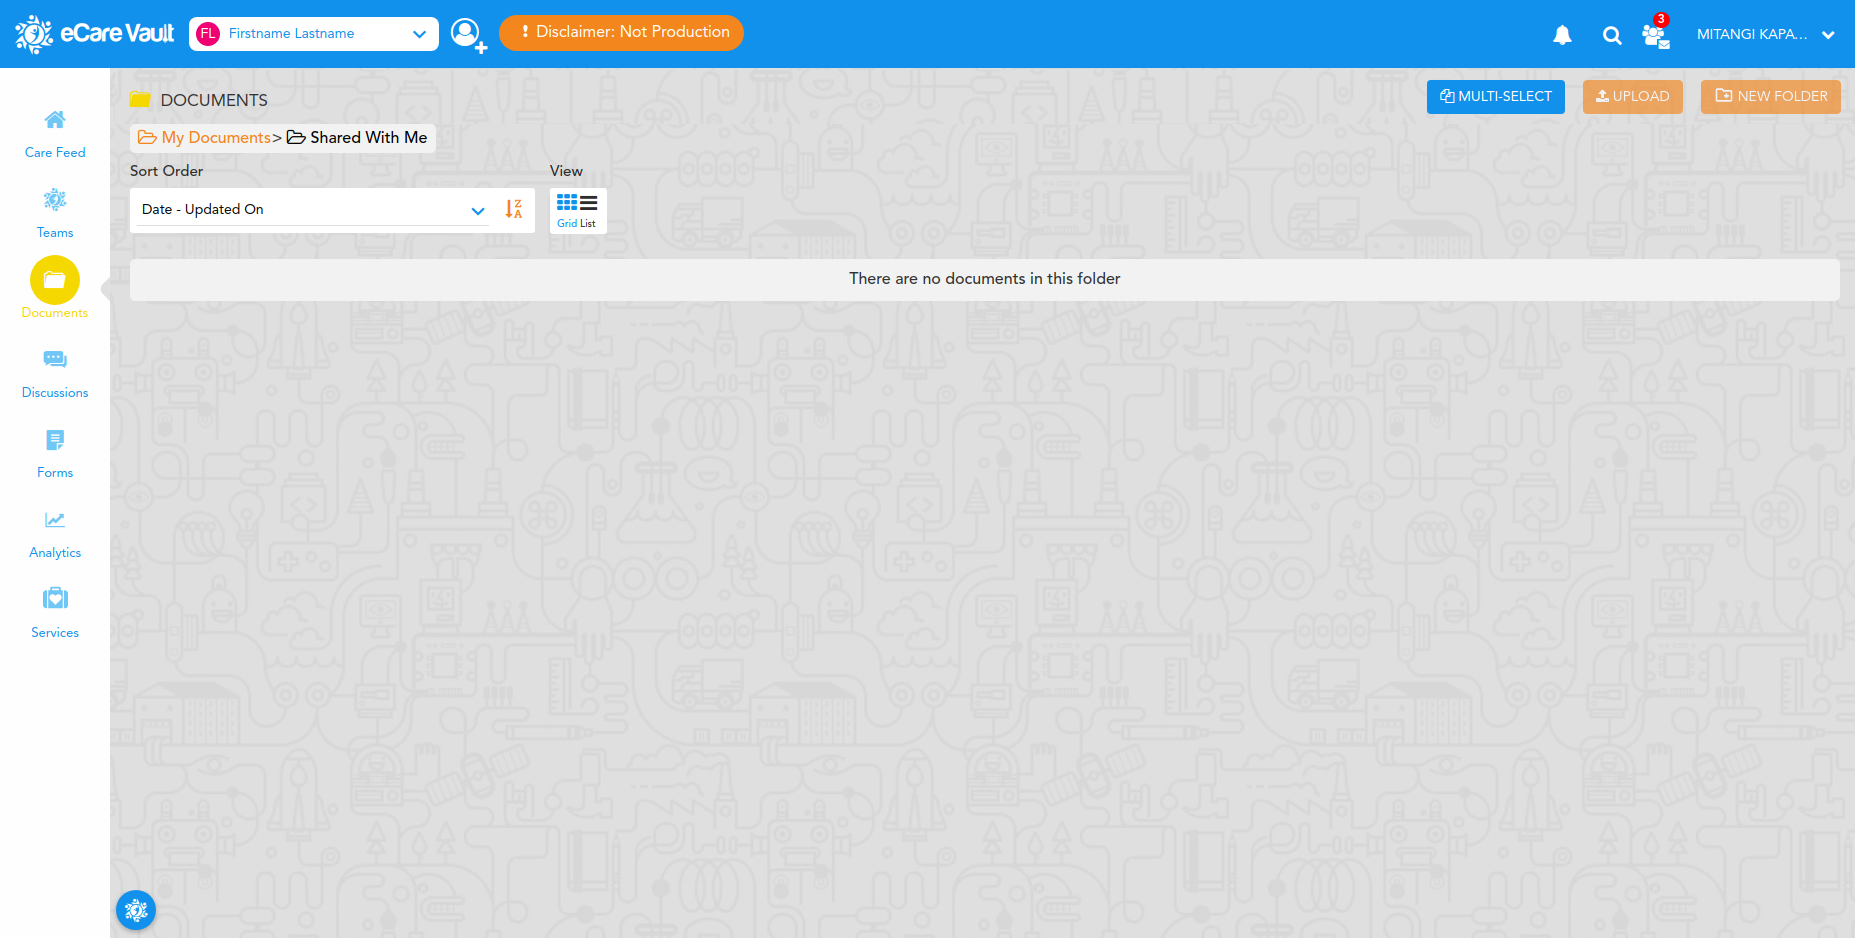 eCare Vault
FL Firstname Lastname
! Disclaimer: Not Production
3
MITANGI KAPA...
DOCUMENTS
MULTI-SELECT
UPLOAD
NEW FOLDER
My Documents> Shared With Me
Sort Order
View
Date - Updated On
Z
A
Grid List
There are no documents in this folder
Care Feed
Teams
Documents
Discussions
Forms
Analytics
Services